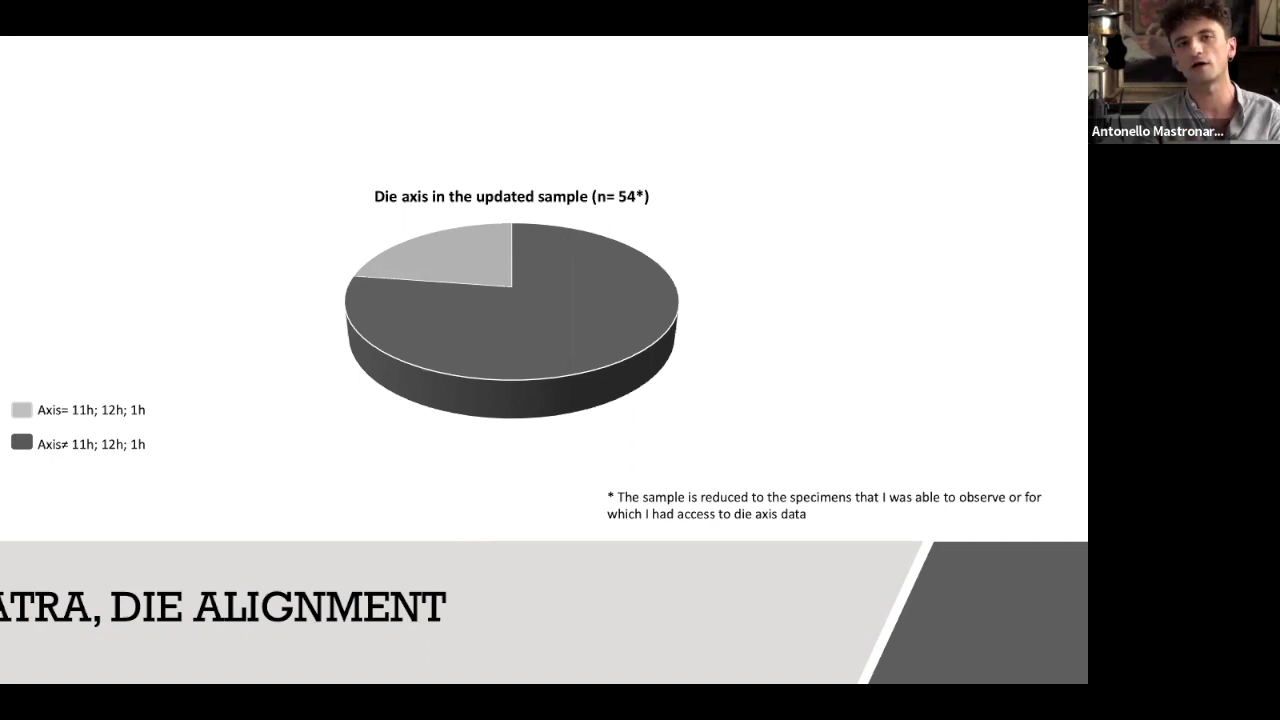 Antonello Mastronar...
Die axis in the updated sample (n= 54*)
Axis= 11h; 12h; 1h
Axis≠ 11h; 12h; 1h
* The sample is reduced to the specimens that I was able to observe or for
which I had access to die axis data
ATRA, DIE ALIGNMENT